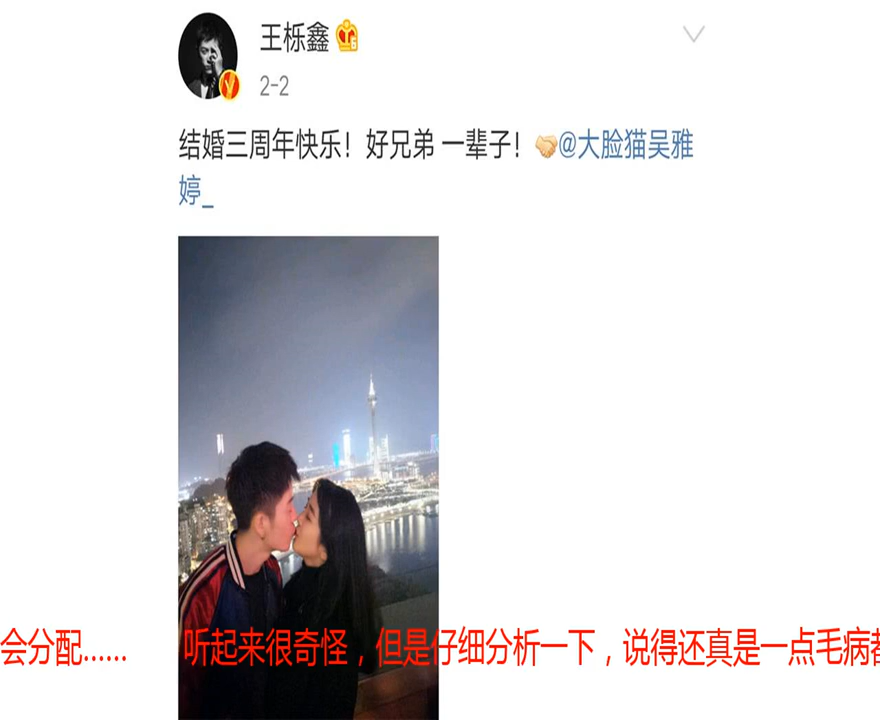 王栎鑫
2-2
结婚三周年快乐！好兄弟 一辈子！🤝@大脸猫吴雅
婷_
会分配…… 听起来很奇怪，但是仔细分析一下，说得还真是一点毛病都